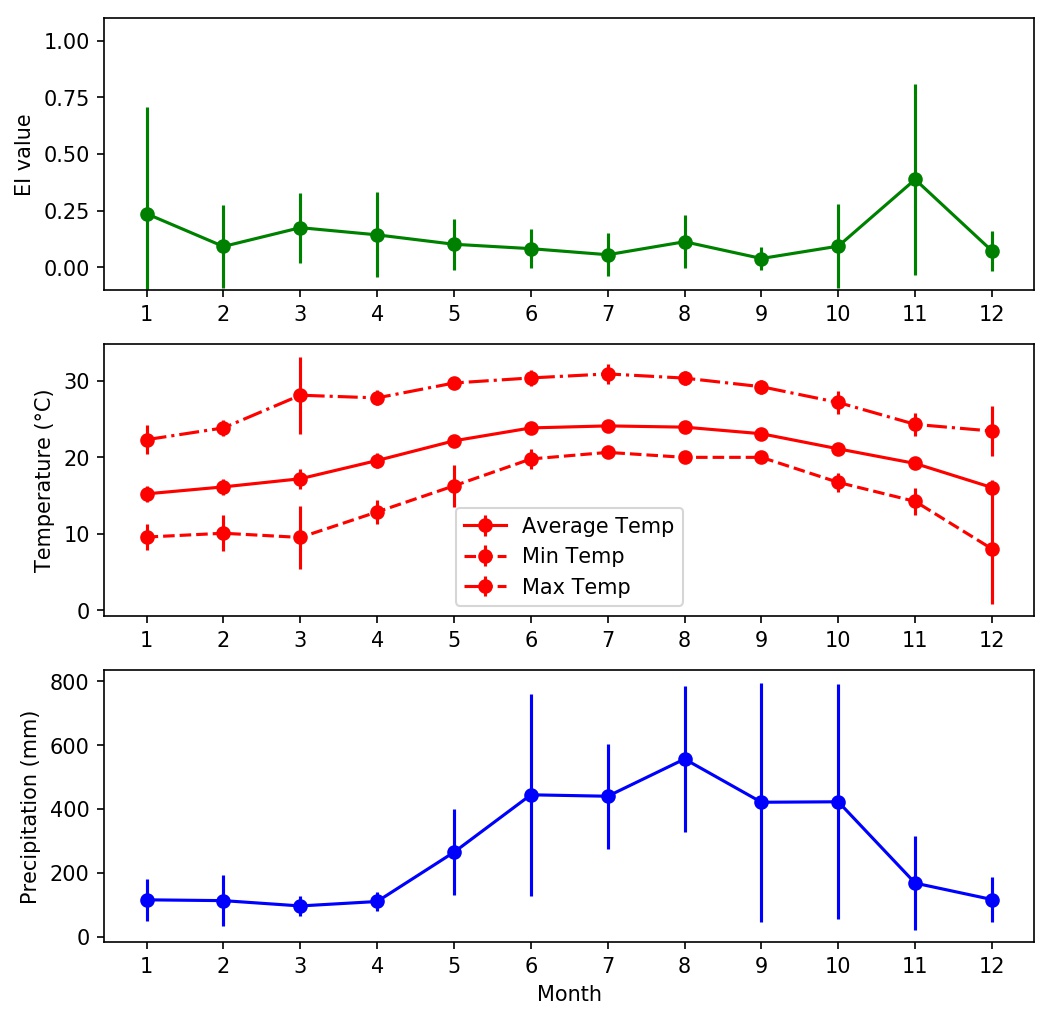 EI value
1.00
0.75
0.50
0.25
0.00
1 2 3 4 5 6 7 8 9 10 11 12
Temperature (°C)
30
20
10
0
Average Temp
Min Temp
Max Temp
1 2 3 4 5 6 7 8 9 10 11 12
Precipitation (mm)
800
600
400
200
0
1 2 3 4 5 6 7 8 9 10 11 12
Month